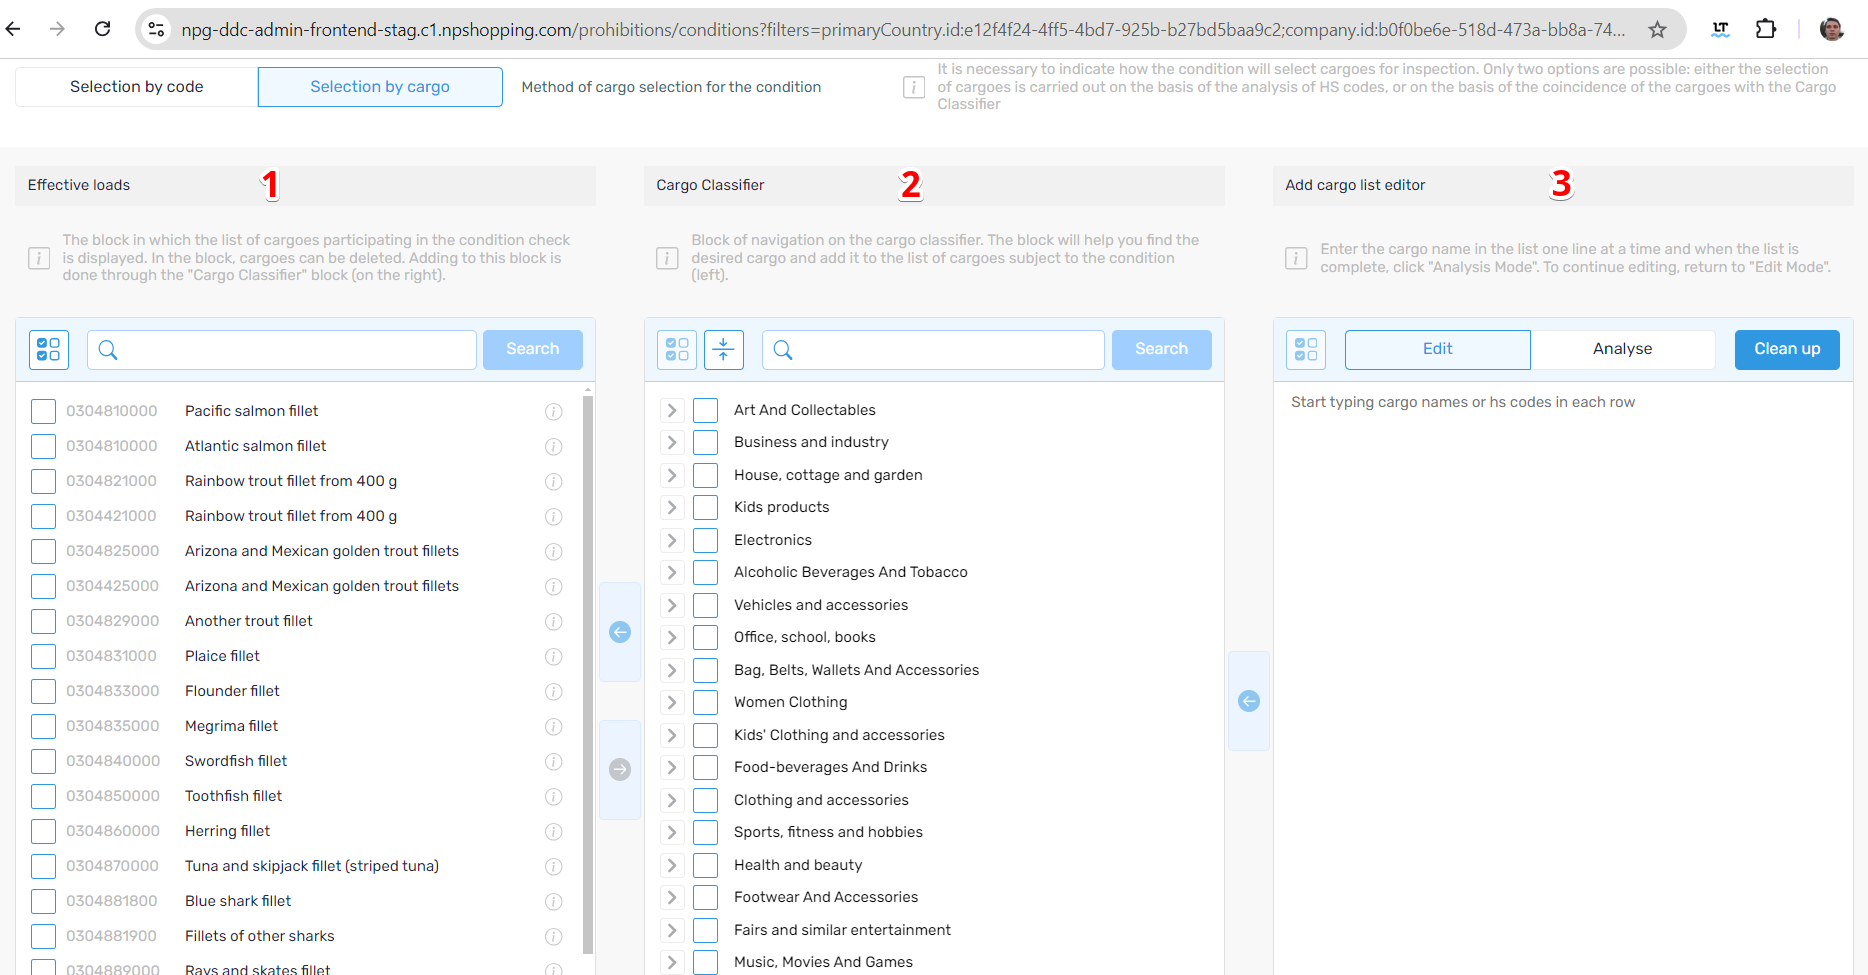 npg-ddc-admin-frontend-stag.c1.npshopping.com/prohibitions/conditions?filters=primaryCountry.id:e12f4f24-4ff5-4bd7-925b-b27bd5baa9c2;company.id:b0f0be6e-518d-473a-bb8a-74...
LT
Selection by code
Selection by cargo
Method of cargo selection for the condition
It is necessary to indicate how the condition will select cargoes for inspection. Only two options are possible: either the selection
of cargoes is carried out on the basis of the analysis of HS codes, or on the basis of the coincidence of the cargoes with the Cargo
Classifier
Effective loads
1
The block in which the list of cargoes participating in the condition check
is displayed. In the block, cargoes can be deleted. Adding to this block is
done through the "Cargo Classifier" block (on the right).
Search
0304810000 Pacific salmon fillet
0304810000 Atlantic salmon fillet
0304821000 Rainbow trout fillet from 400 g
0304421000 Rainbow trout fillet from 400 g
0304825000 Arizona and Mexican golden trout fillets
0304425000 Arizona and Mexican golden trout fillets
0304829000 Another trout fillet
0304831000 Plaice fillet
0304833000 Flounder fillet
0304835000 Megrima fillet
0304840000 Swordfish fillet
0304850000 Toothfish fillet
0304860000 Herring fillet
0304870000 Tuna and skipjack fillet (striped tuna)
0304881800 Blue shark fillet
0304881900 Fillets of other sharks
0304889000 Rays and skates fillet
Cargo Classifier
2
Block of navigation on the cargo classifier. The block will help you find the
desired cargo and add it to the list of cargoes subject to the condition
(left).
Search
Art And Collectables
Business and industry
House, cottage and garden
Kids products
Electronics
Alcoholic Beverages And Tobacco
Vehicles and accessories
Office, school, books
Bag, Belts, Wallets And Accessories
Women Clothing
Kids' Clothing and accessories
Food-beverages And Drinks
Clothing and accessories
Sports, fitness and hobbies
Health and beauty
Footwear And Accessories
Fairs and similar entertainment
Music, Movies And Games
Add cargo list editor
3
Enter the cargo name in the list one line at a time and when the list is
complete, click "Analysis Mode". To continue editing, return to "Edit Mode".
Edit
Analyse
Clean up
Start typing cargo names or hs codes in each row